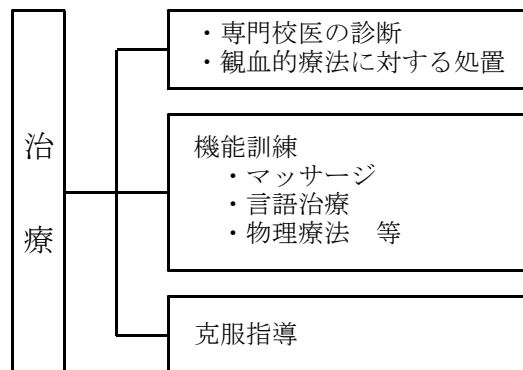 治療
・専門校医の診断
・観血的療法に対する処置
機能訓練
・マッサージ
・言語治療
・物理療法　等
克服指導